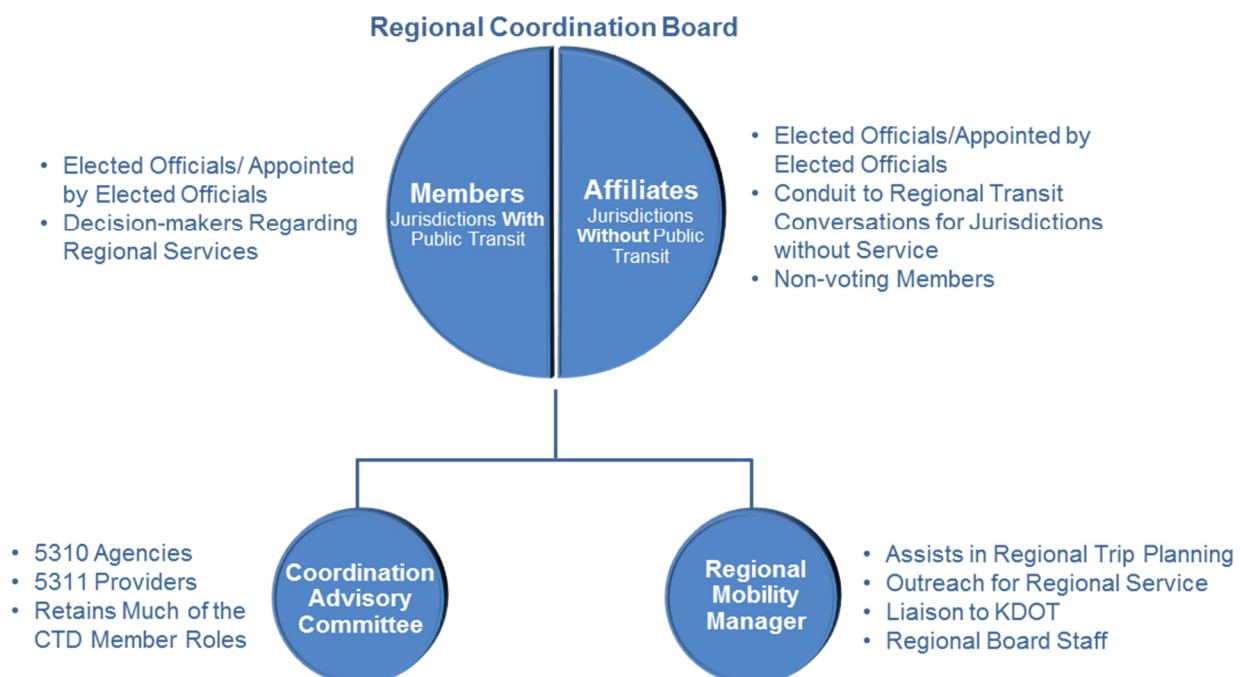 Regional Coordination Board
• Elected Officials/ Appointed
by Elected Officials
• Decision-makers Regarding
Regional Services
Members
Jurisdictions With
Public Transit
Affiliates
Jurisdictions
Without Public
Transit
• Elected Officials/Appointed by
Elected Officials
• Conduit to Regional Transit
Conversations for Jurisdictions
without Service
• Non-voting Members
• 5310 Agencies
• 5311 Providers
• Retains Much of the
CTD Member Roles
Coordination
Advisory
Committee
Regional
Mobility
Manager
• Assists in Regional Trip Planning
• Outreach for Regional Service
• Liaison to KDOT
• Regional Board Staff